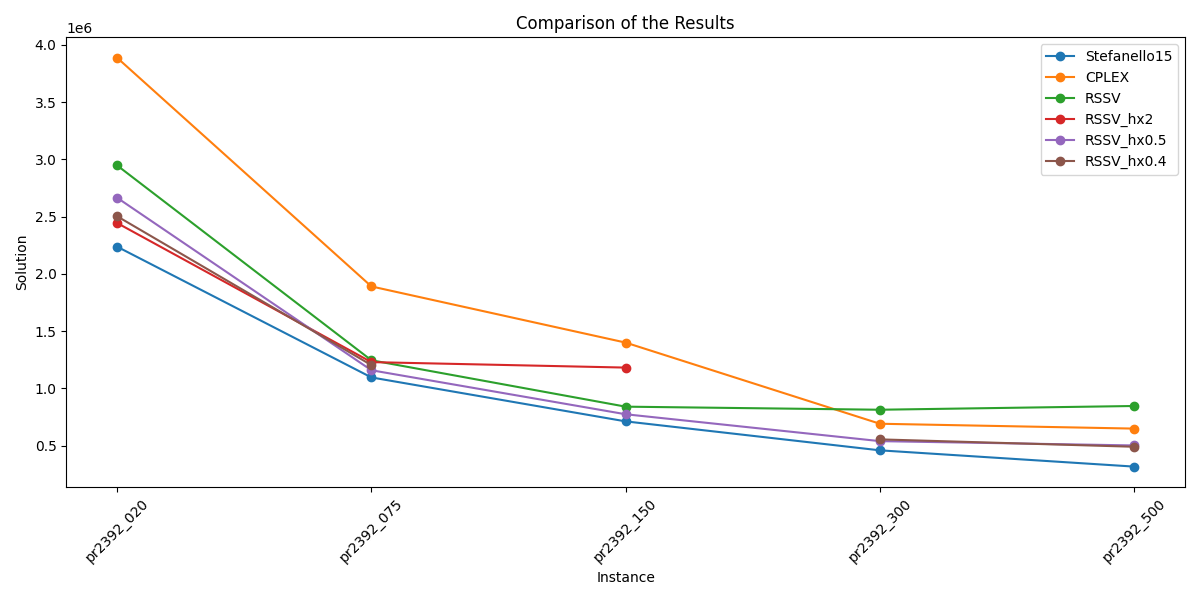 Comparison of the Results
1e6
4.0
3.5
3.0
2.5
2.0
1.5
1.0
0.5
Solution
Stefanello15
CPLEX
RSSV
RSSV_hx2
RSSV_hx0.5
RSSV_hx0.4
pr2392_020
pr2392_075
pr2392_150
pr2392_300
pr2392_500
Instance